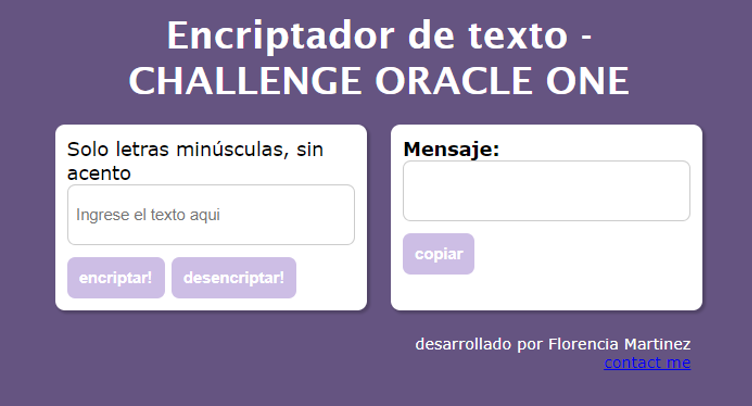 Encriptador de texto -
CHALLENGE ORACLE ONE
Solo letras minúsculas, sin
acento
Ingrese el texto aqui
encriptar! desencriptar!
Mensaje:
copiar
desarrollado por Florencia Martinez
contact me